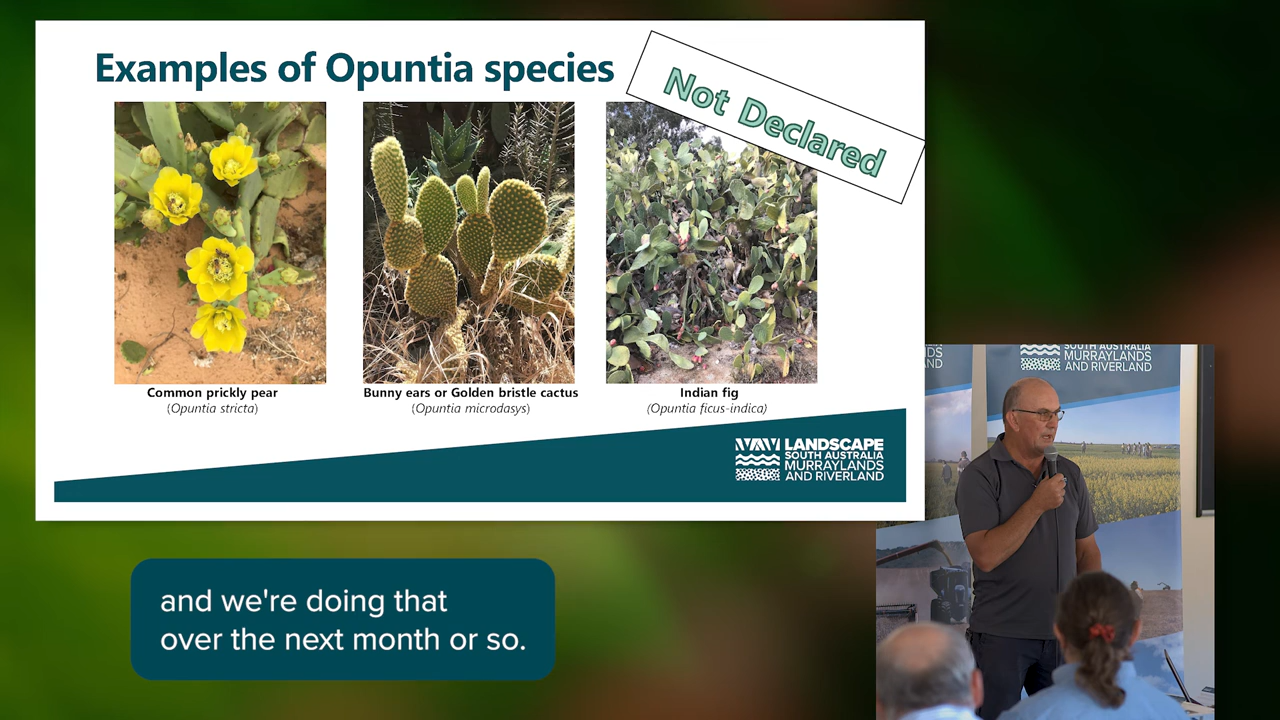 Examples of Opuntia species
Not Declared
Common prickly pear
(Opuntia stricta)
Bunny ears or Golden bristle cactus
(Opuntia microdasys)
Indian fig
(Opuntia ficus-indica)
LANDSCAPE
SOUTH AUSTRALIA
MURRAYLANDS
AND RIVERLAND
NDS
AND
SOUTH AUSTRALIA
MURRAYLANDS
AND RIVERLAND
and we're doing that
over the next month or so.